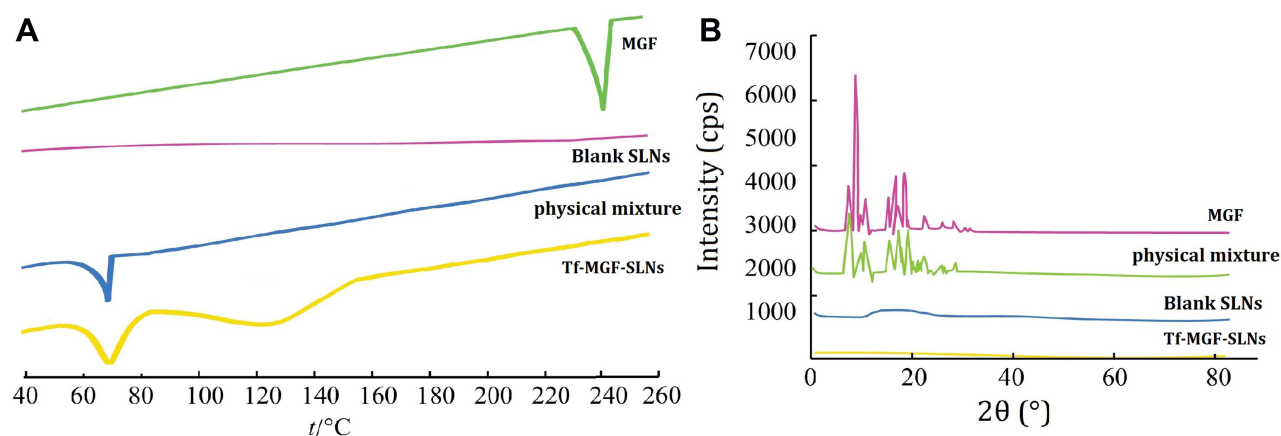 A
MGF
Blank SLNs
physical mixture
Tf-MGF-SLNs
40 60 80 100 120 140 160 180 200 220 240 260
t/°C
B
Intensity (cps)
7000
6000
5000
4000
3000
2000
1000
MGF
physical mixture
Blank SLNs
Tf-MGF-SLNs
0 20 40 60 80
2θ (°)